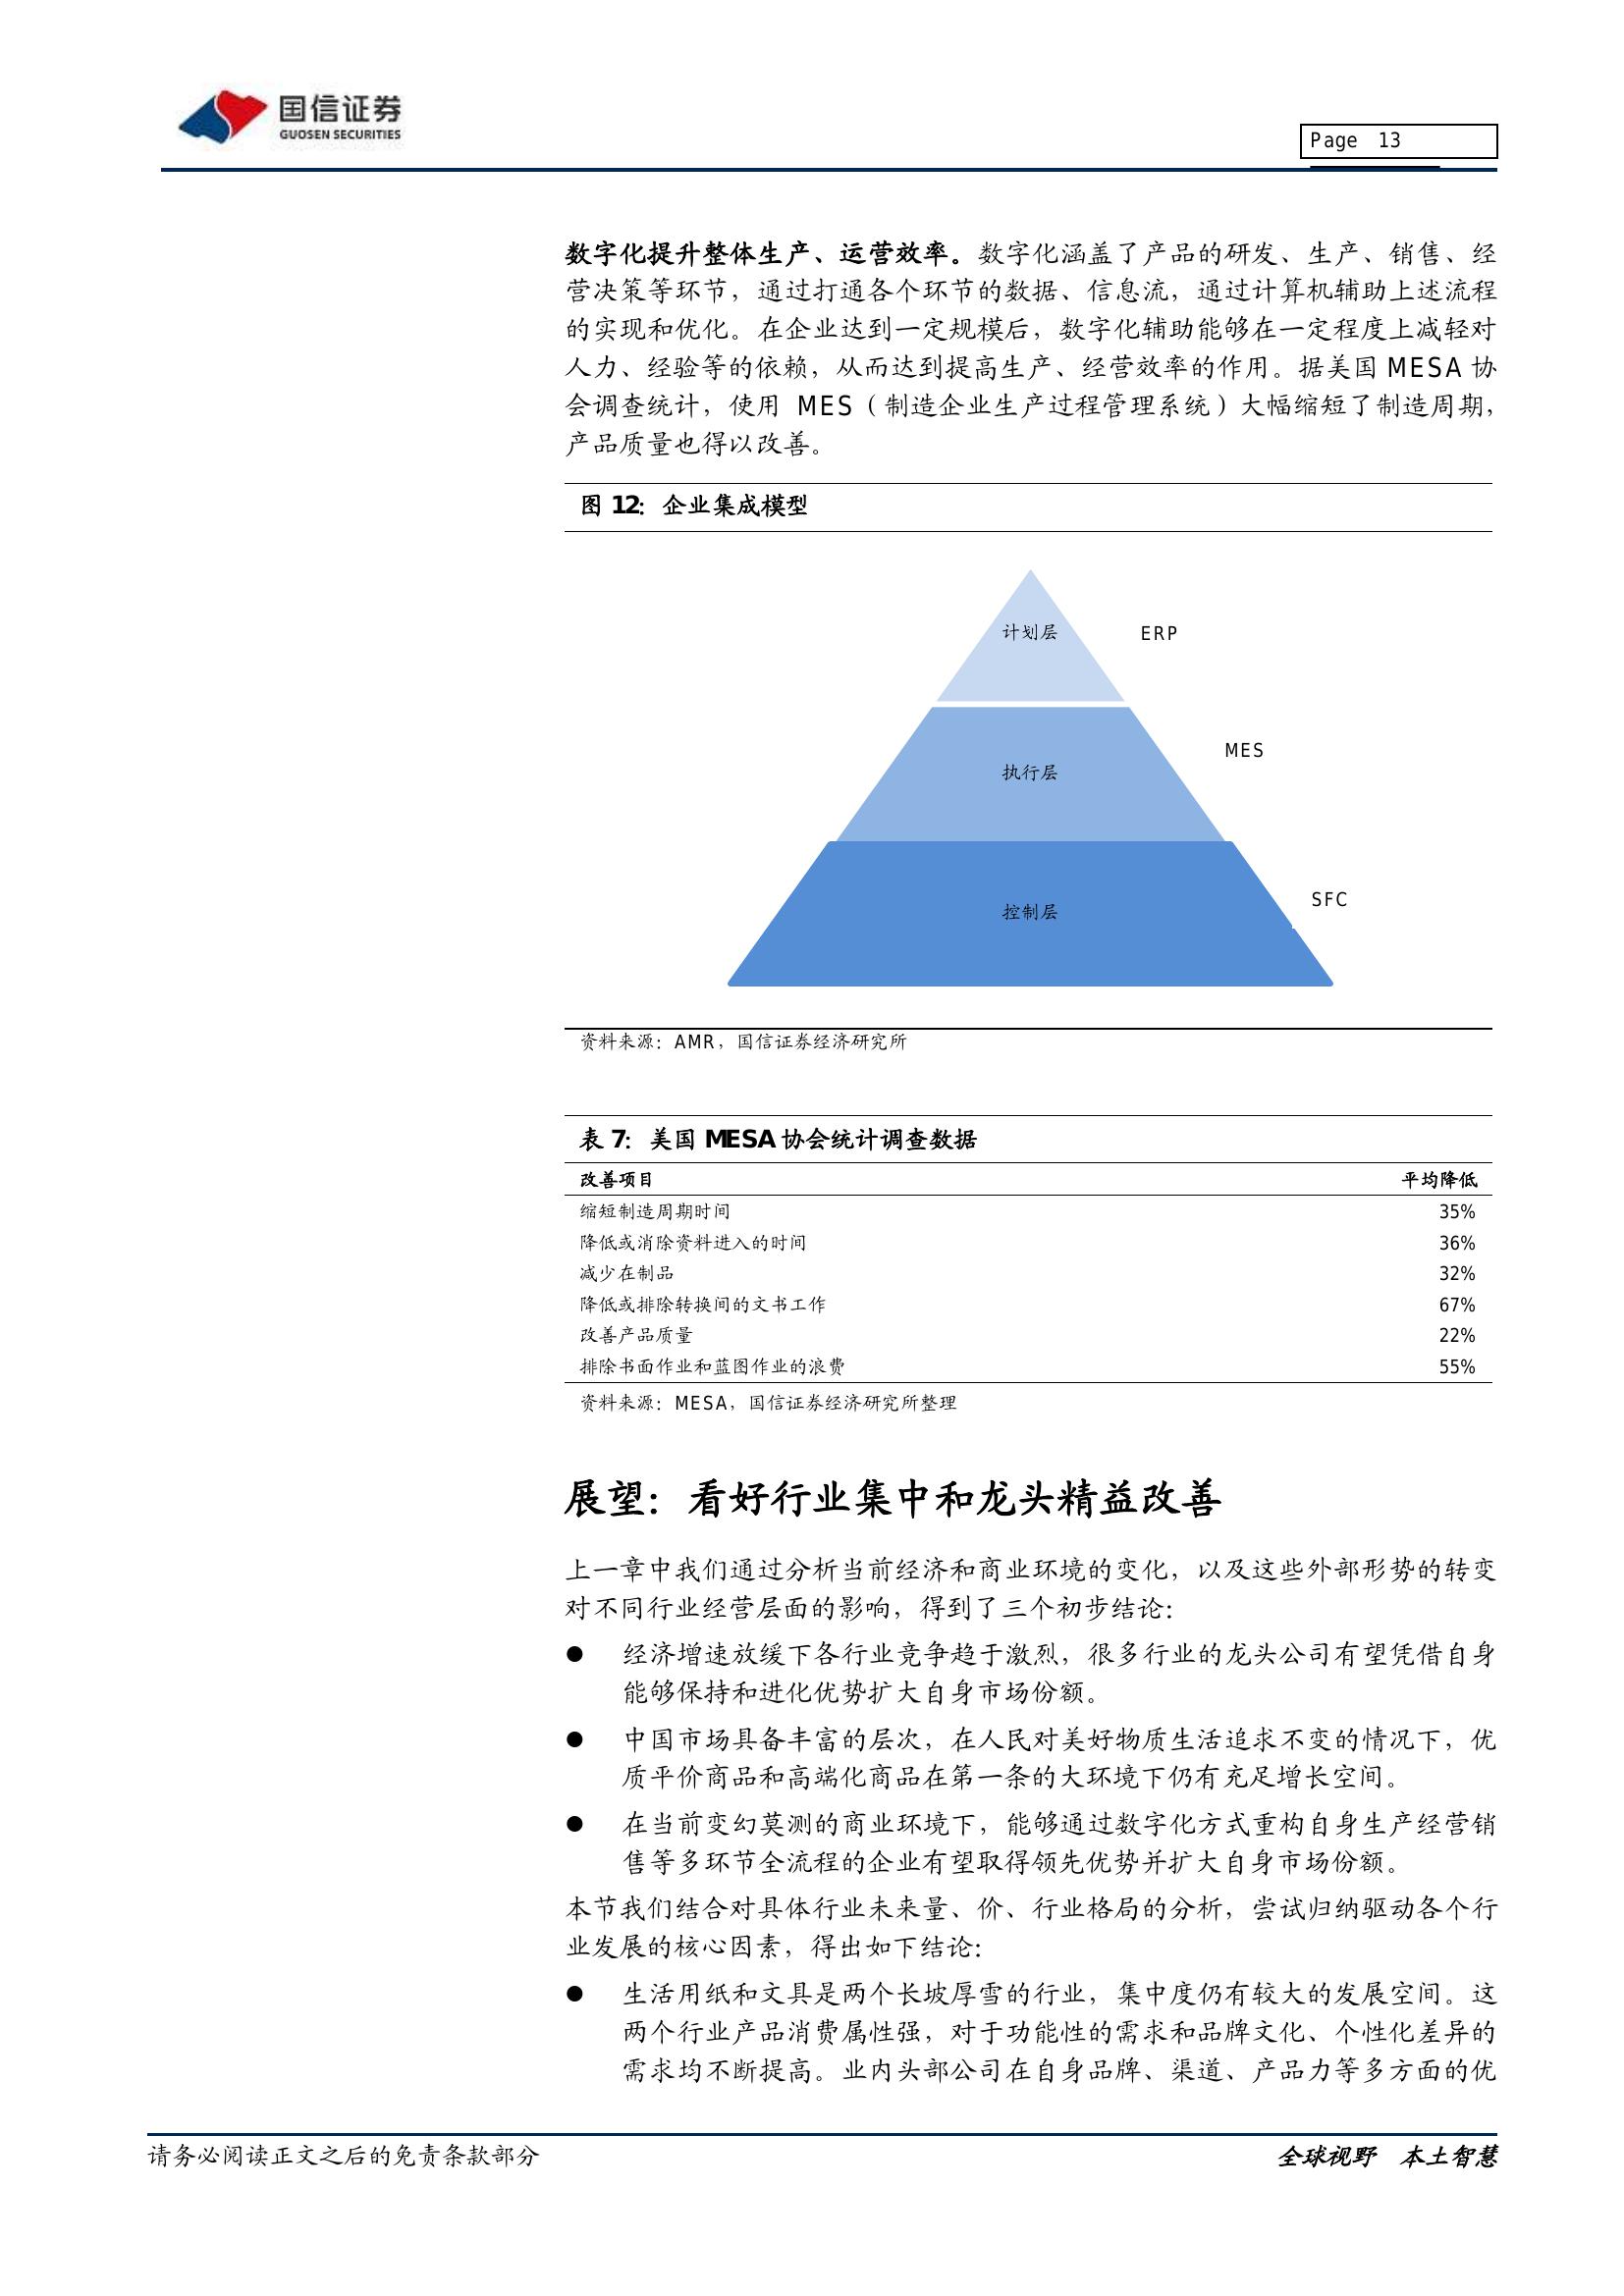 国信证券
GUOSEN SECURITIES
Page 13
数字化提升整体生产、运营效率。数字化涵盖了产品的研发、生产、销售、经
营决策等环节，通过打通各个环节的数据、信息流，通过计算机辅助上述流程
的实现和优化。在企业达到一定规模后，数字化辅助能够在一定程度上减轻对
人力、经验等的依赖，从而达到提高生产、经营效率的作用。据美国 MESA 协
会调查统计，使用 MES（制造企业生产过程管理系统）大幅缩短了制造周期，
产品质量也得以改善。
图 12：企业集成模型
计划层
ERP
MES
执行层
SFC
控制层
资料来源：AMR，国信证券经济研究所
表 7：美国 MESA 协会统计调查数据
改善项目 平均降低
缩短制造周期时间 35%
降低或消除资料进入的时间 36%
减少在制品 32%
降低或排除转换间的文书工作 67%
改善产品质量 22%
排除书面作业和蓝图作业的浪费 55%
资料来源：MESA，国信证券经济研究所整理
展望：看好行业集中和龙头精益改善
上一章中我们通过分析当前经济和商业环境的变化，以及这些外部形势的转变
对不同行业经营层面的影响，得到了三个初步结论：
● 经济增速放缓下各行业竞争趋于激烈，很多行业的龙头公司有望凭借自身
能够保持和进化优势扩大自身市场份额。
● 中国市场具备丰富的层次，在人民对美好物质生活追求不变的情况下，优
质平价商品和高端化商品在第一条的大环境下仍有充足增长空间。
● 在当前变幻莫测的商业环境下，能够通过数字化方式重构自身生产经营销
售等多环节全流程的企业有望取得领先优势并扩大自身市场份额。
本节我们结合对具体行业未来量、价、行业格局的分析，尝试归纳驱动各个行
业发展的核心因素，得出如下结论：
● 生活用纸和文具是两个长坡厚雪的行业，集中度仍有较大的发展空间。这
两个行业产品消费属性强，对于功能性的需求和品牌文化、个性化差异的
需求均不断提高。业内头部公司在自身品牌、渠道、产品力等多方面的优
请务必阅读正文之后的免责条款部分
全球视野 本土智慧